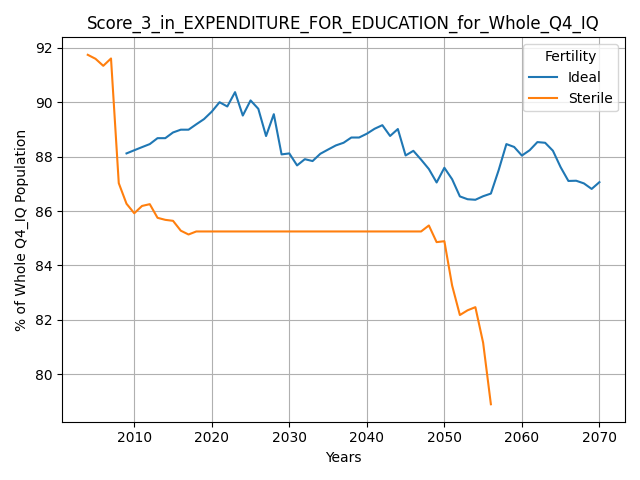 Score_3_in_EXPENDITURE_FOR_EDUCATION_for_Whole_Q4_IQ
Fertility
Ideal
Sterile
% of Whole Q4_IQ Population
92
90
88
86
84
82
80
2010
2020
2030
2040
2050
2060
2070
Years